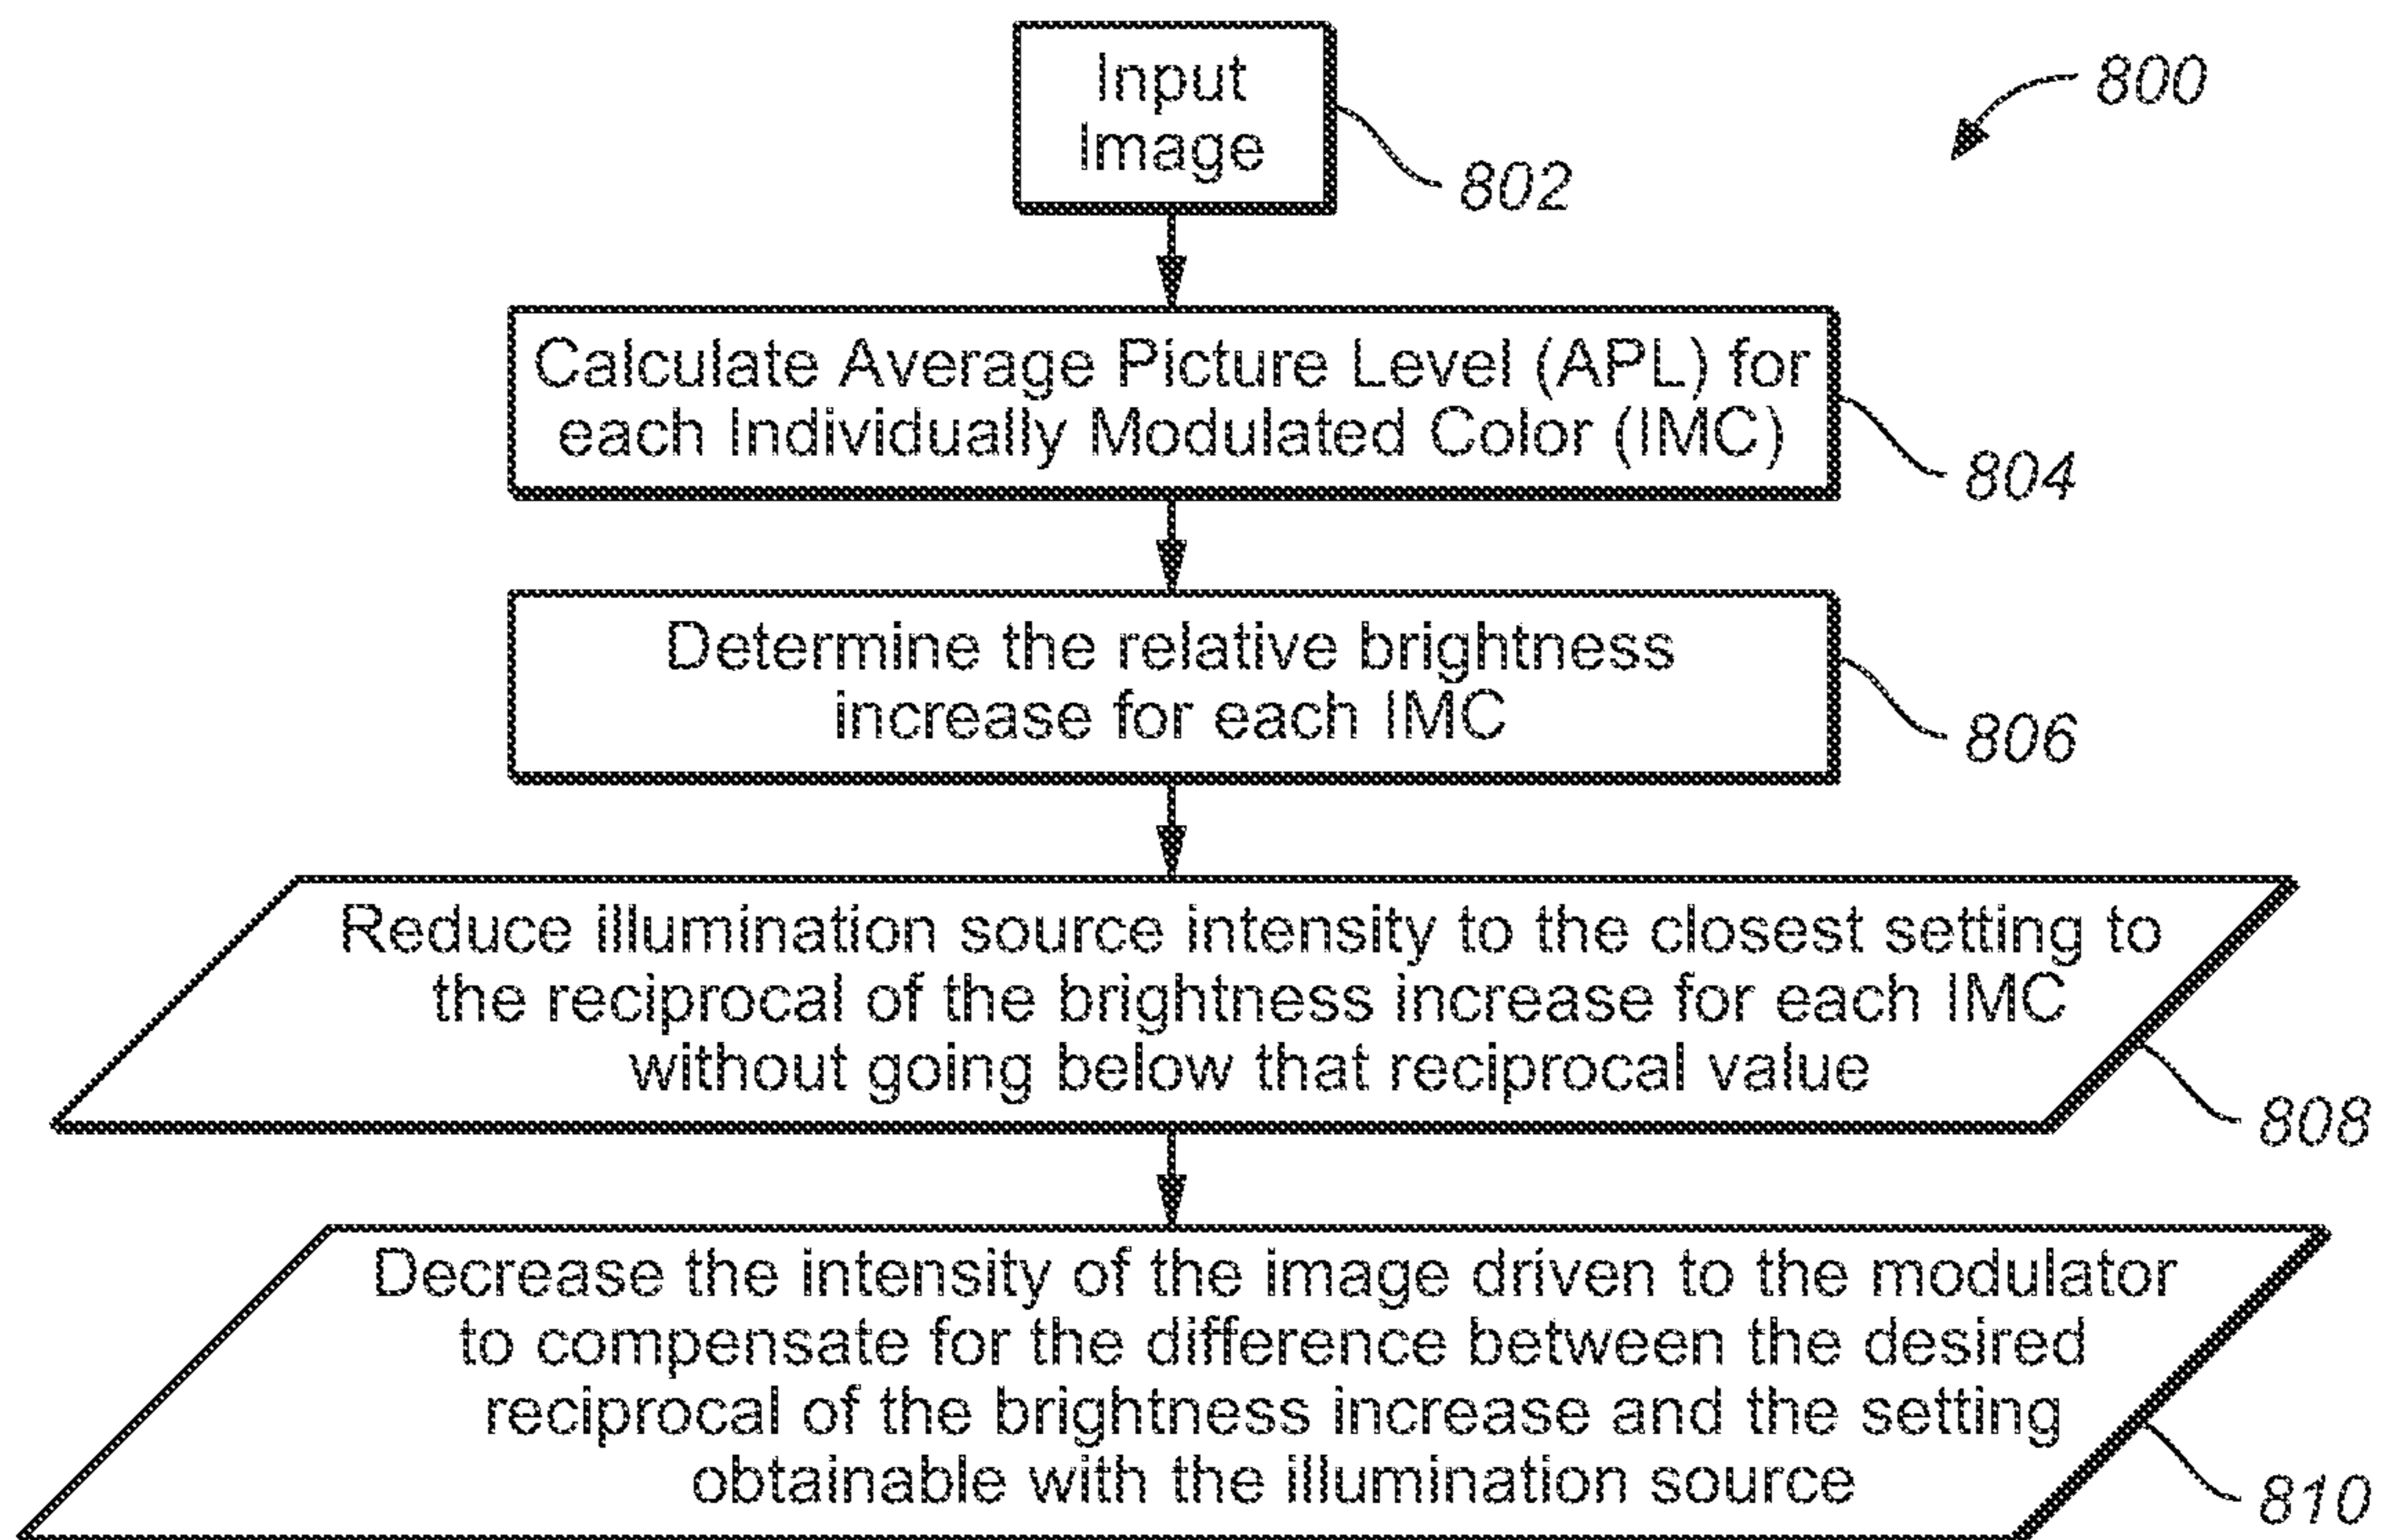 Input
Image
800
802
Calculate Average Picture Level (APL) for
each Individually Modulated Color (IMC)
804
Determine the relative brightness
increase for each IMC
806
Reduce illumination source intensity to the closest setting to
the reciprocal of the brightness increase for each IMC
without going below that reciprocal value
808
Decrease the intensity of the image driven to the modulator
to compensate for the difference between the desired
reciprocal of the brightness increase and the setting
obtainable with the illumination source
810